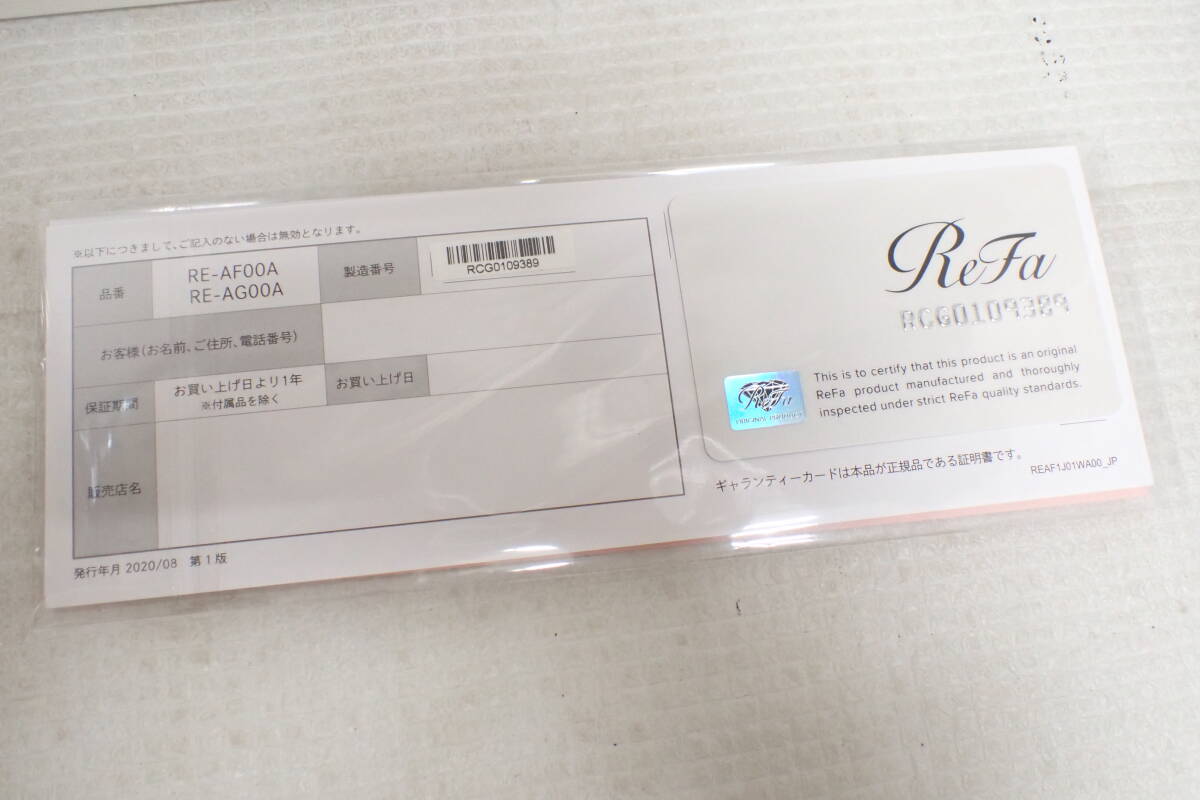 ※以下につきまして、ご記入のない場合は無効となります。
品番
RE-AF00A
RE-AG00A
製造番号
RCG0109389
お客様(お名前、ご住所、電話番号)
保証期間
お買い上げ日より1年
※付属品を除く
お買い上げ日
販売店名
発行年月 2020/08 第1版
ReFa
RCG0109389
ReFa
ORIGINAL PRODUCT
This is to certify that this product is an original
ReFa product manufactured and thoroughly
inspected under strict ReFa quality standards.
ギャランティーカードは本品が正規品である証明書です。
REAF1J01WA00_JP